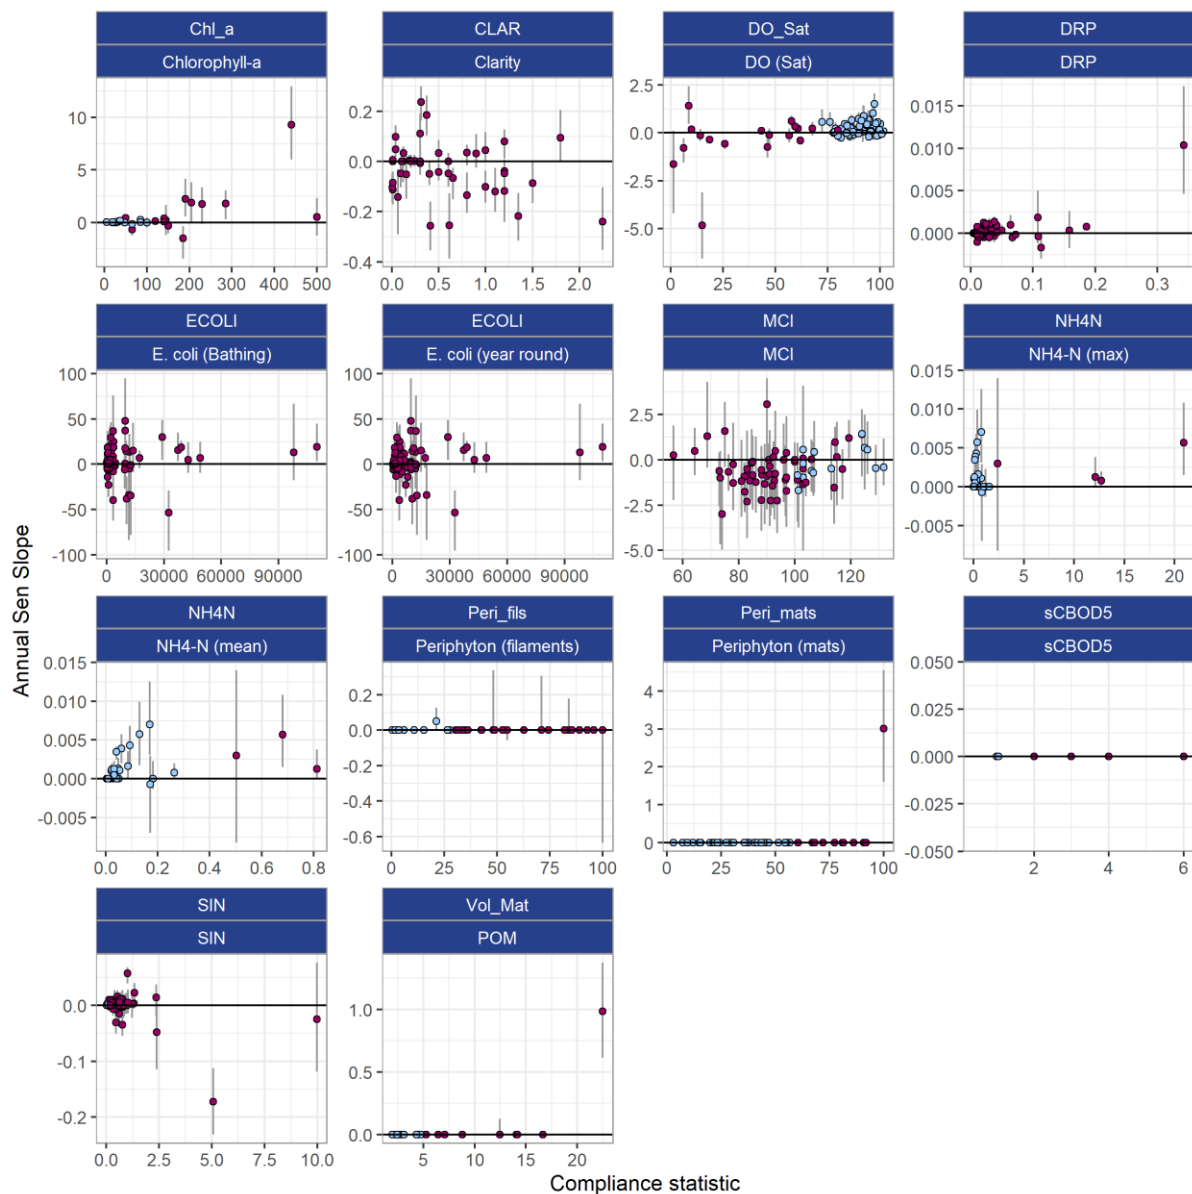 Chl_a
Chlorophyll-a
CLAR
Clarity
DO_Sat
DO (Sat)
DRP
DRP
10
5
0
0 100 200 300 400 500
0.2
0.0
-0.2
-0.4
0.0 0.5 1.0 1.5 2.0
2.5
0.0
-2.5
-5.0
0 25 50 75 100
0.015
0.010
0.005
0.000
0.0 0.1 0.2 0.3
ECOLI
E. coli (Bathing)
ECOLI
E. coli (year round)
MCI
MCI
NH4N
NH4-N (max)
100
50
0
-50
-100
0 30000 60000 90000
100
50
0
-50
-100
0 30000 60000 90000
2.5
0.0
-2.5
-5.0
60 80 100 120
0.015
0.010
0.005
0.000
-0.005
0 5 10 15 20
NH4N
NH4-N (mean)
Peri_fils
Periphyton (filaments)
Peri_mats
Periphyton (mats)
sCBOD5
sCBOD5
0.015
0.010
0.005
0.000
-0.005
0.0 0.2 0.4 0.6 0.8
0.2
0.0
-0.2
-0.4
-0.6
0 25 50 75 100
4
3
2
1
0
0 25 50 75 100
0.050
0.025
0.000
-0.025
-0.050
2 4 6
SIN
SIN
Vol_Mat
POM
0.0
-0.1
-0.2
0.0 2.5 5.0 7.5 10.0
1.0
0.5
0.0
5 10 15 20
Annual Sen Slope
Compliance statistic